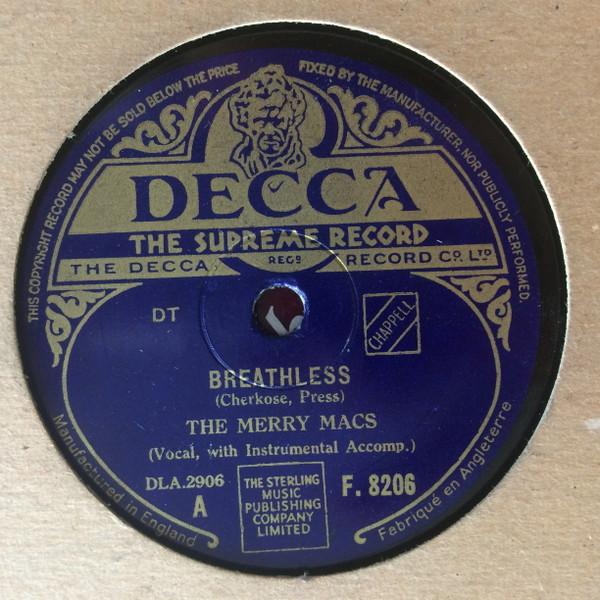 THIS COPYRIGHT RECORD MAY NOT BE SOLD BELOW THE PRICE FIXED BY THE MANUFACTURER, NOR PUBLICLY PERFORMED.
DECCA
THE SUPREME RECORD
THE DECCA REGD RECORD CO. LTD
DT
CHAPPELL
BREATHLESS
(Cherkose, Press)
THE MERRY MACS
(Vocal, with Instrumental Accomp.)
DLA.2906
A
THE STERLING
MUSIC
PUBLISHING
COMPANY
LIMITED
F. 8206
Manufactured in England
Fabriqué en Angleterre